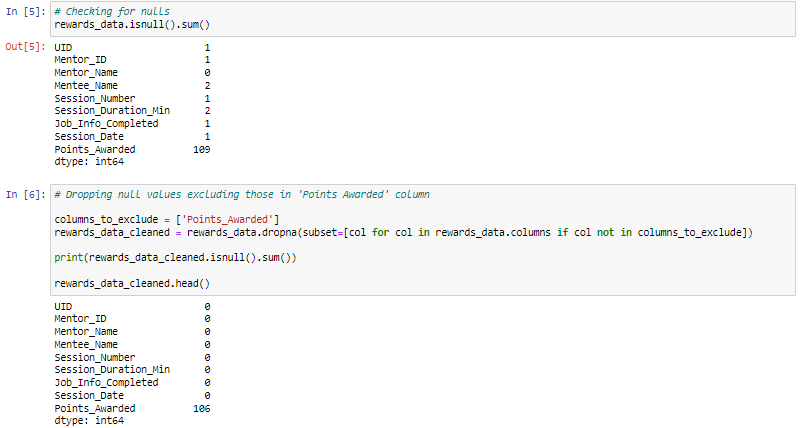 In [5]: # Checking for nulls
rewards_data.isnull().sum()
Out[5]: UID 1
Mentor_ID 1
Mentor_Name 0
Mentee_Name 2
Session_Number 1
Session_Duration_Min 2
Job_Info_Completed 1
Session_Date 1
Points_Awarded 109
dtype: int64
In [6]: # Dropping null values excluding those in 'Points Awarded' column
columns_to_exclude = ['Points_Awarded']
rewards_data_cleaned = rewards_data.dropna(subset=[col for col in rewards_data.columns if col not in columns_to_exclude])
print(rewards_data_cleaned.isnull().sum())
rewards_data_cleaned.head()
UID 0
Mentor_ID 0
Mentor_Name 0
Mentee_Name 0
Session_Number 0
Session_Duration_Min 0
Job_Info_Completed 0
Session_Date 0
Points_Awarded 106
dtype: int64